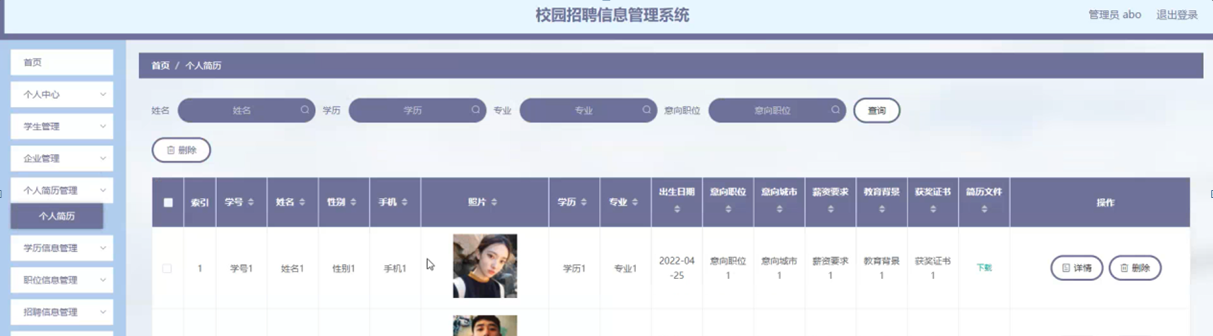 校园招聘信息管理系统
管理员 abo 退出登录
首页
个人中心
学生管理
企业管理
个人简历管理
个人简历
学历信息管理
职位信息管理
招聘信息管理
首页 / 个人简历
姓名 姓名 学历 学历 专业 专业 意向职位 意向职位 查询
删除
索引 学号 姓名 性别 手机 照片 学历 专业 出生日期 意向职位 意向城市 薪资要求 教育背景 获奖证书 简历文件 操作
1 学号1 姓名1 性别1 手机1 学历1 专业1 2022-04 意向职位 意向城市 薪资要求 教育背景 获奖证书 下载 详情 删除
-25 1 1 1 1 1